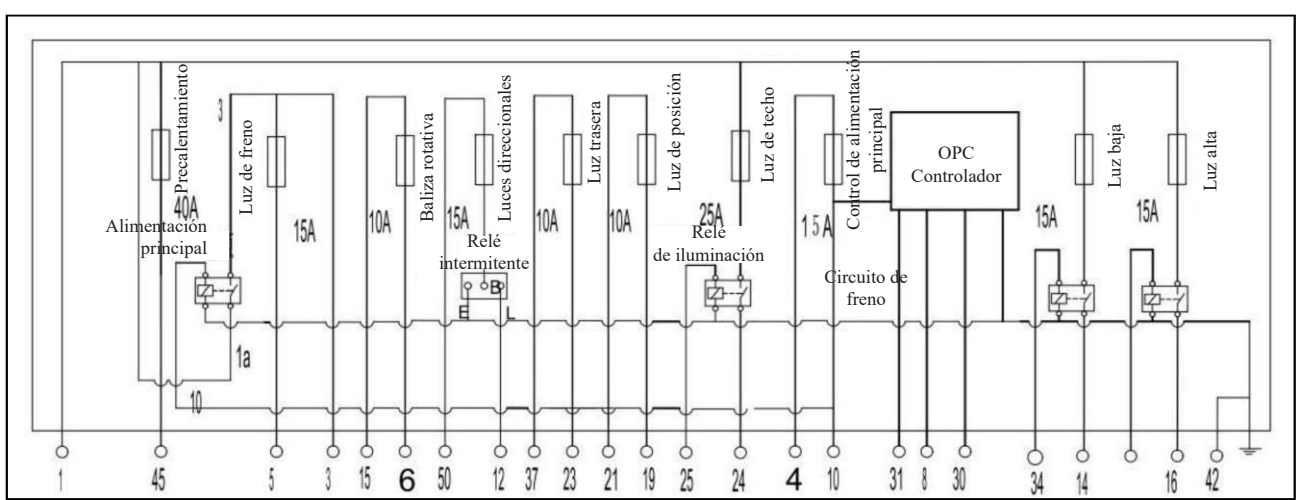 Precalentamiento
40A
Alimentación
principal
3
Luz de freno
15A
1a
10
10A
Baliza rotativa
15A
Luces direccionales
Relé
intermitente
B
E
L
10A
Luz trasera
10A
Luz de posición
25A
Luz de techo
Relé
de iluminación
15A
Control de alimentación
principal
Circuito de
freno
OPC
Controlador
15A
Luz baja
15A
Luz alta
1
45
5
3
15
6
50
12
37
23
21
19
25
24
4
10
31
8
30
34
14
16
42